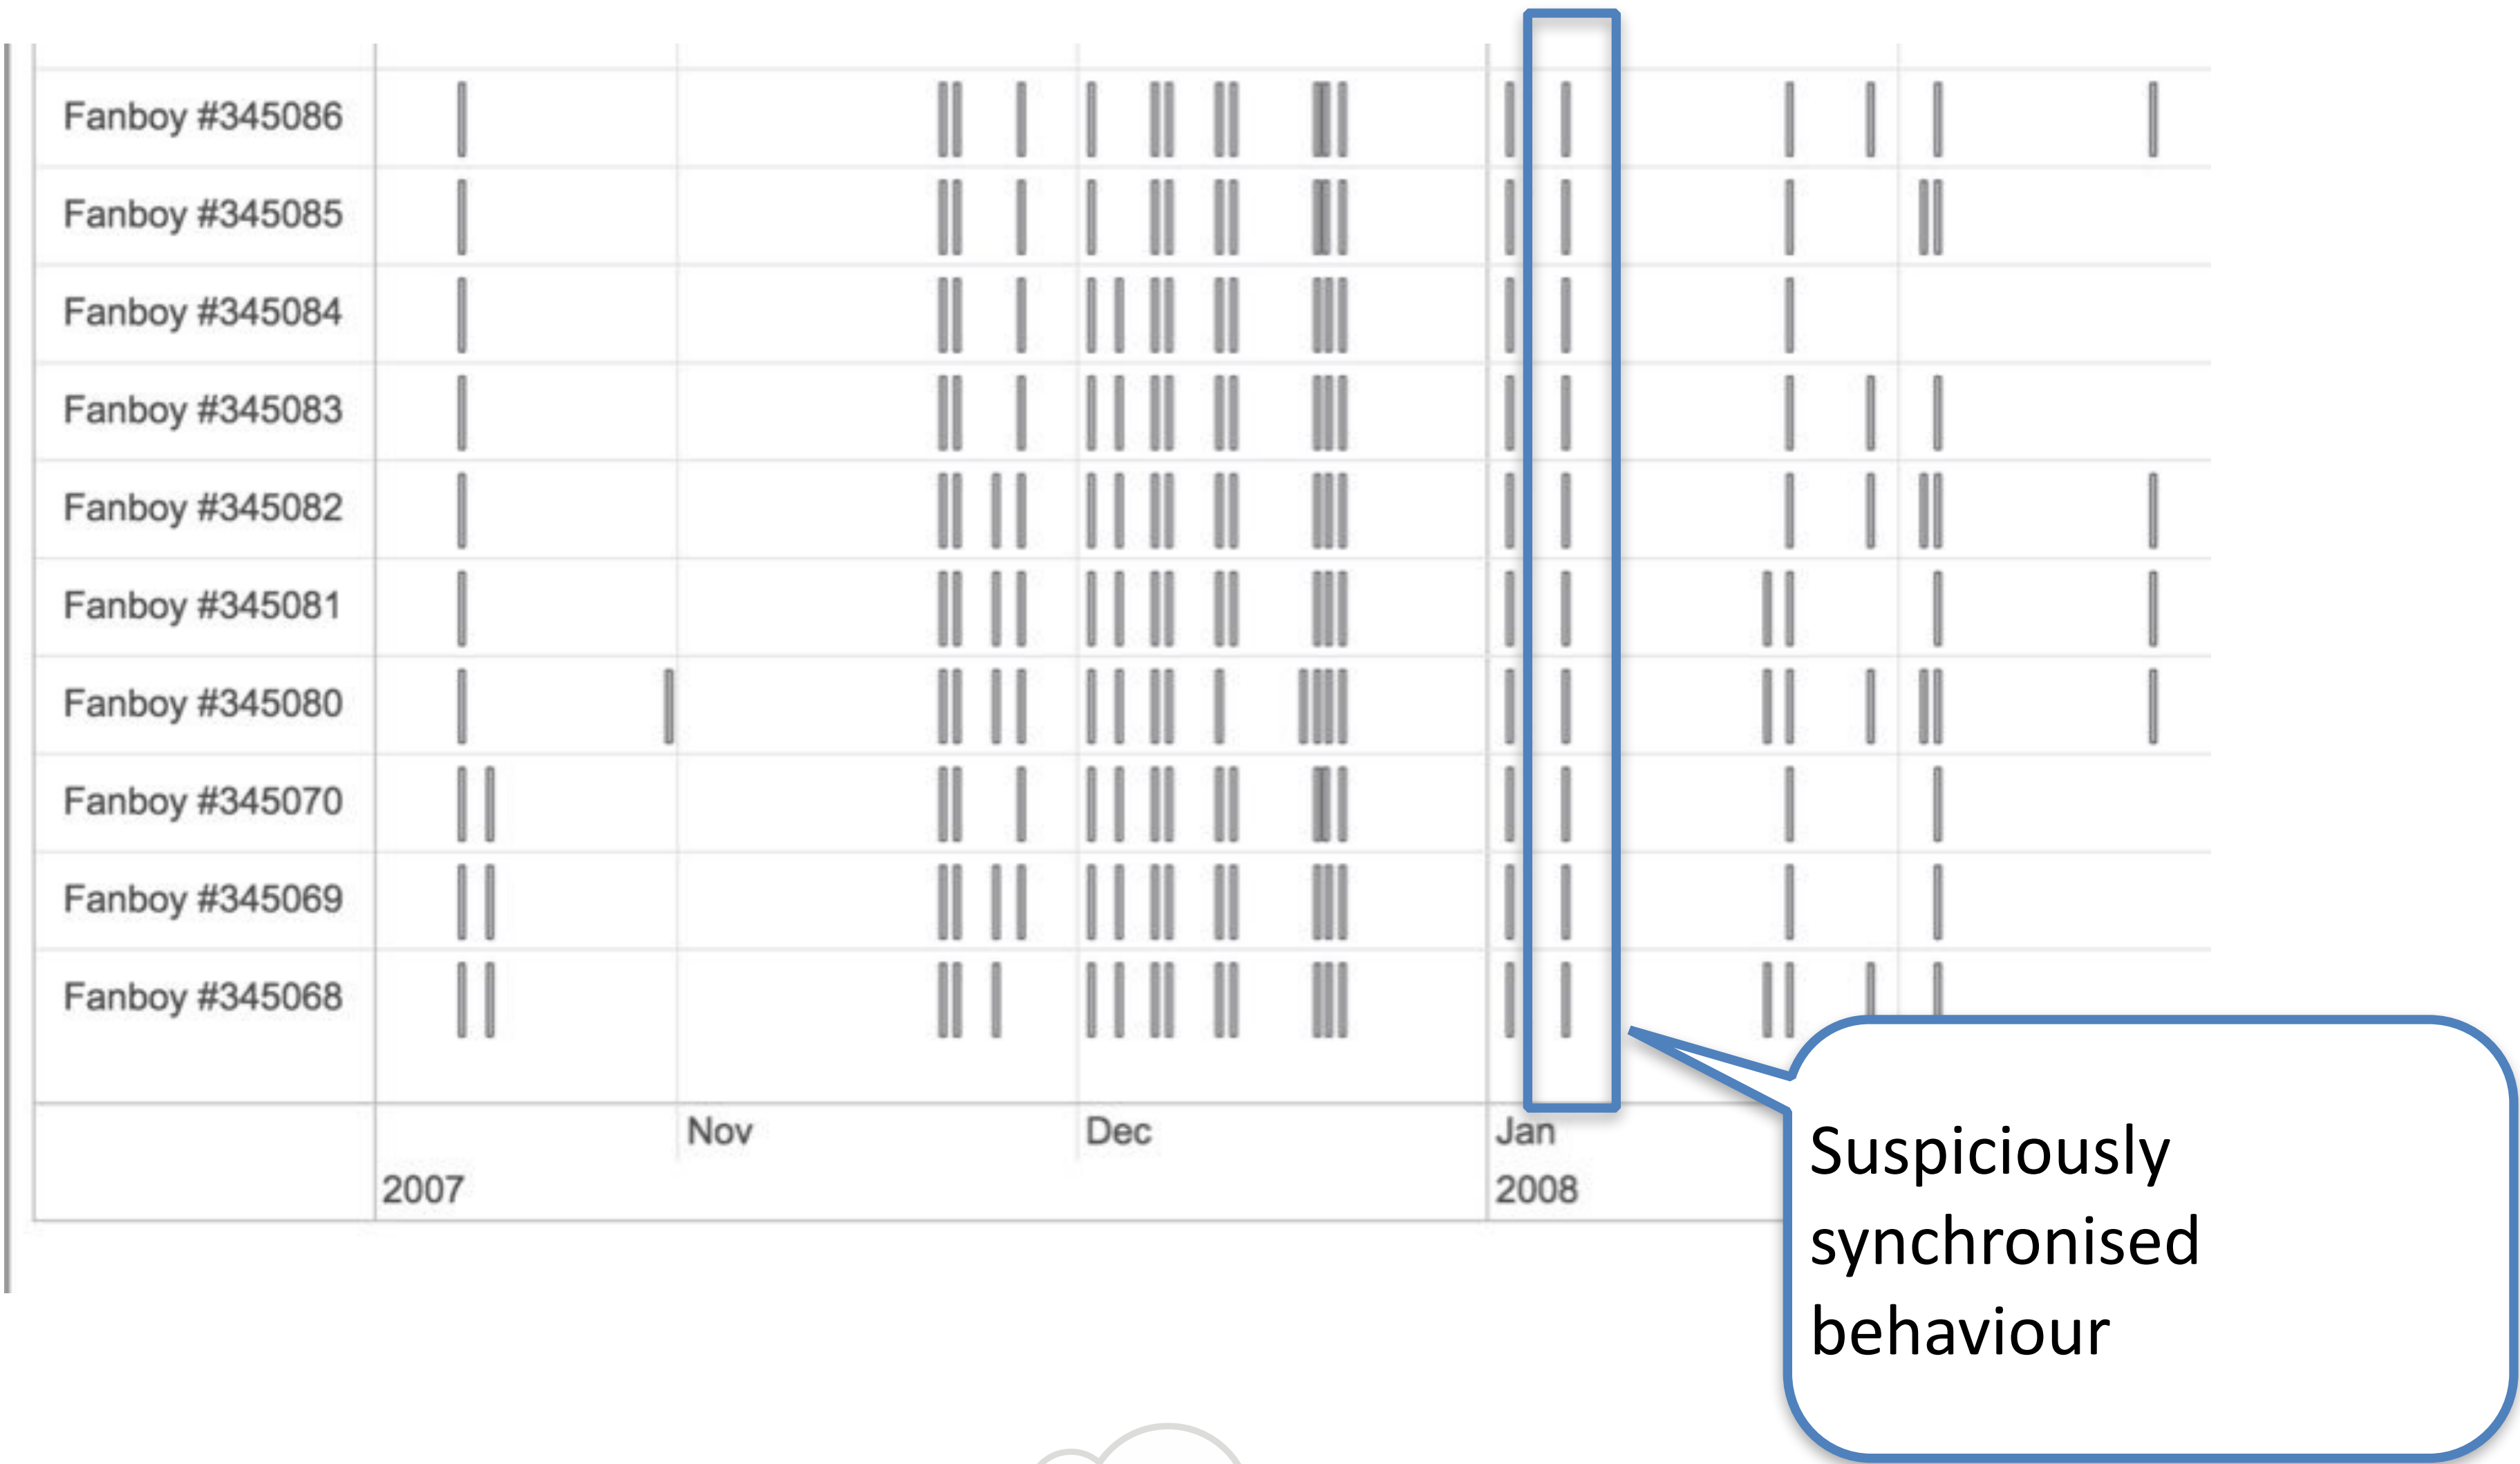 Fanboy #345086
Fanboy #345085
Fanboy #345084
Fanboy #345083
Fanboy #345082
Fanboy #345081
Fanboy #345080
Fanboy #345070
Fanboy #345069
Fanboy #345068
Nov Dec Jan
2007 2008
Suspiciously
synchronised
behaviour